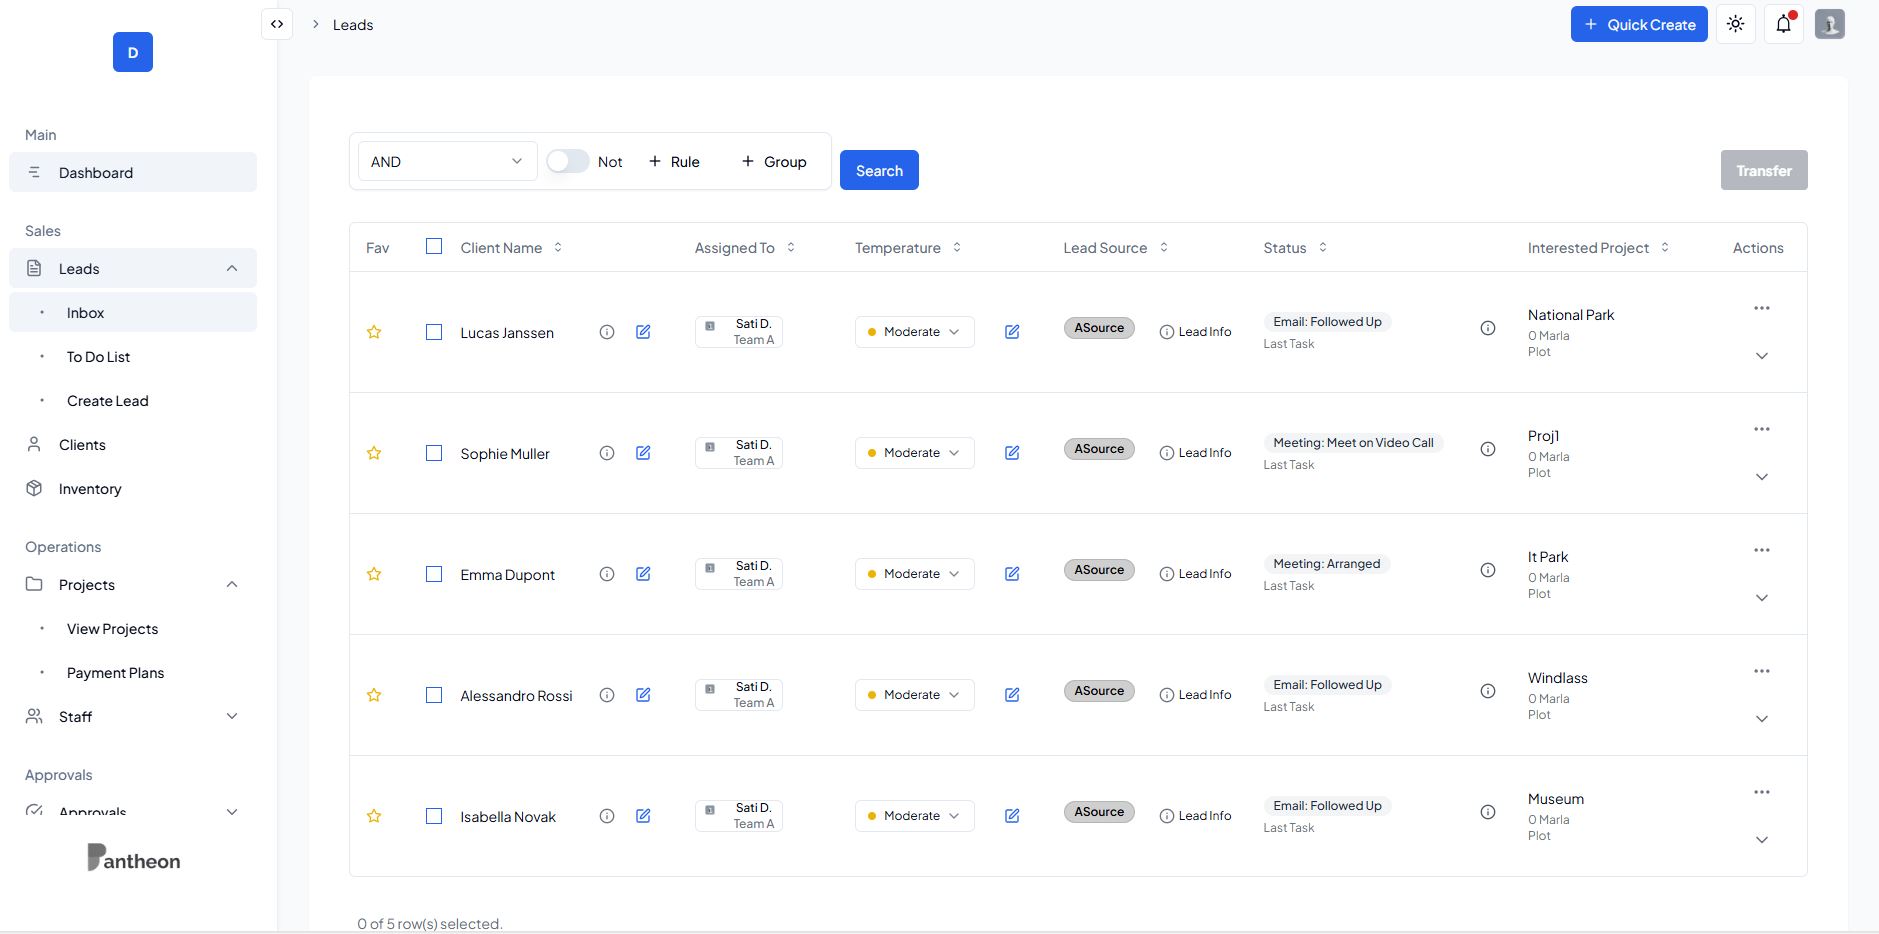 D
Leads
Quick Create
Main
Dashboard
Sales
Leads
Inbox
To Do List
Create Lead
Clients
Inventory
Operations
Projects
View Projects
Payment Plans
Staff
Approvals
Approvals
Pantheon
AND
Not
Rule
Group
Search
Transfer
Fav Client Name Assigned To Temperature Lead Source Status Interested Project Actions
Lucas Janssen Sati D. Moderate ASource Lead Info Email: Followed Up National Park
Team A Last Task 0 Marla
Plot
Sophie Muller Sati D. Moderate ASource Lead Info Meeting: Meet on Video Call Proj1
Team A Last Task 0 Marla
Plot
Emma Dupont Sati D. Moderate ASource Lead Info Meeting: Arranged It Park
Team A Last Task 0 Marla
Plot
Alessandro Rossi Sati D. Moderate ASource Lead Info Email: Followed Up Windlass
Team A Last Task 0 Marla
Plot
Isabella Novak Sati D. Moderate ASource Lead Info Email: Followed Up Museum
Team A Last Task 0 Marla
Plot
0 of 5 row(s) selected.